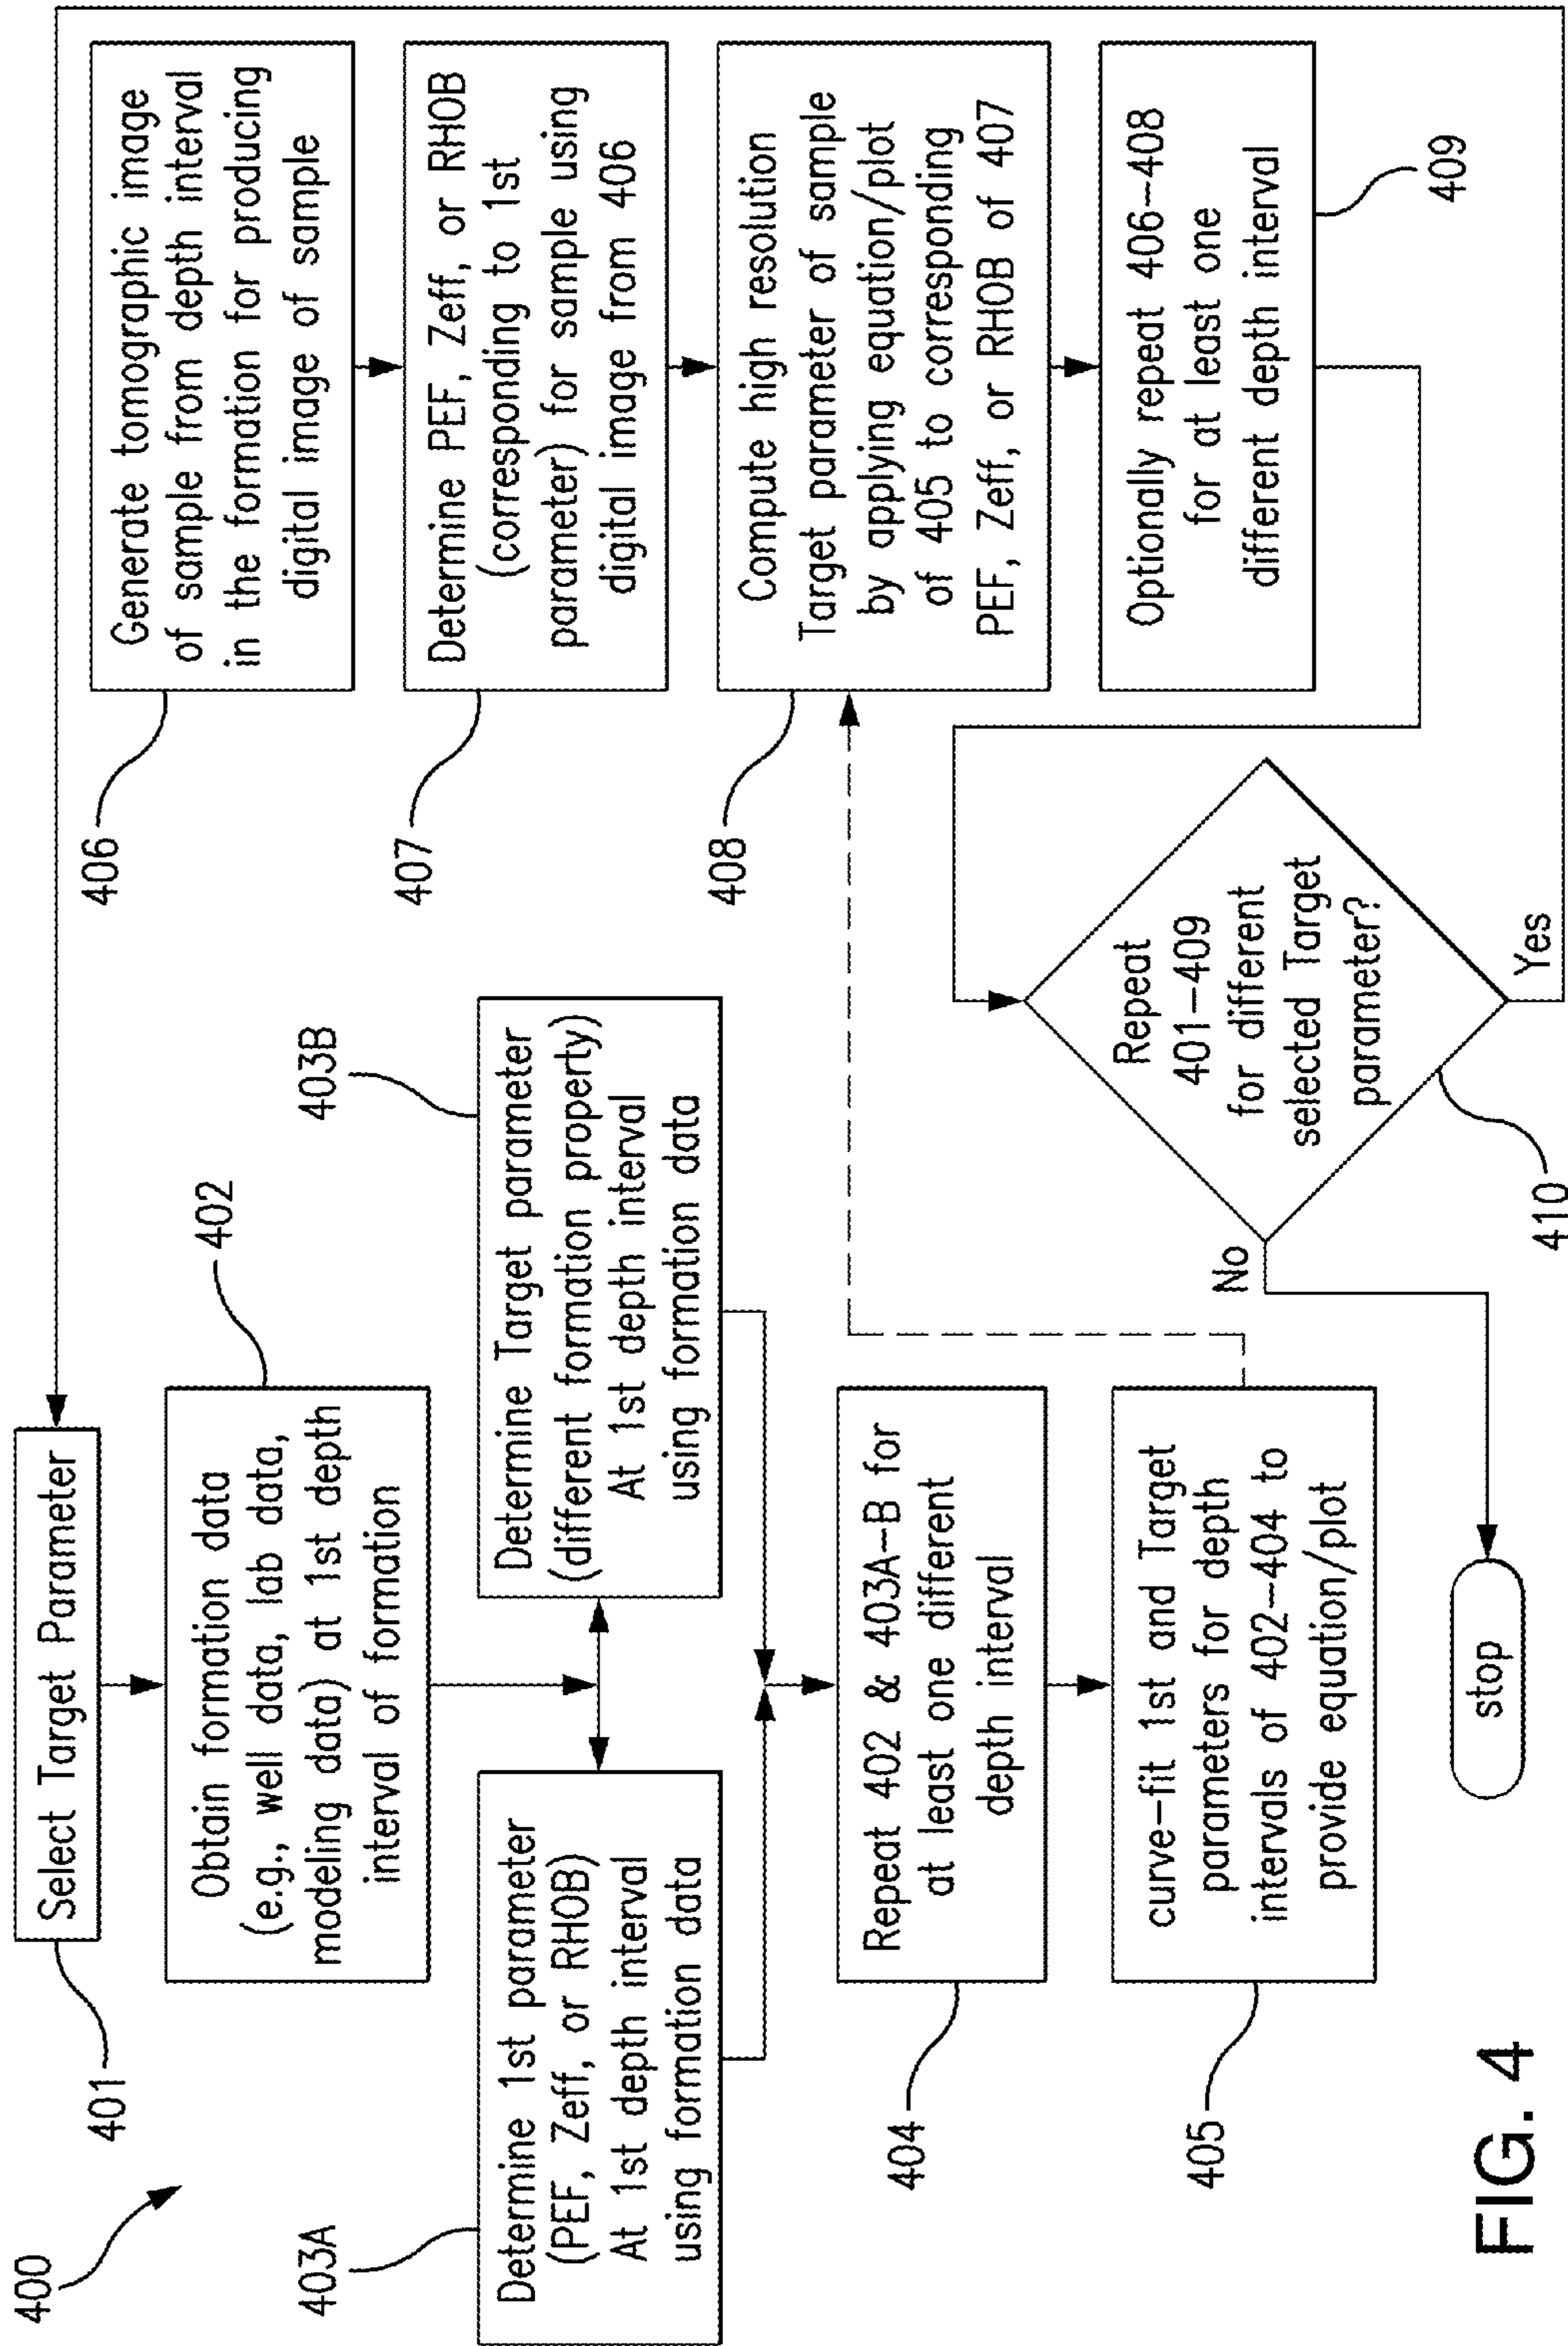 400
401
Select Target Parameter
402
Obtain formation data
(e.g., well data, lab data,
modeling data) at 1st depth
interval of formation
403A
Determine 1st parameter
(PEF, Zeff, or RHOB)
At 1st depth interval
using formation data
403B
Determine Target parameter
(different formation property)
At 1st depth interval
using formation data
404
Repeat 402 & 403A-B for
at least one different
depth interval
405
curve-fit 1st and Target
parameters for depth
intervals of 402-404 to
provide equation/plot
406
Generate tomographic image
of sample from depth interval
in the formation for producing
digital image of sample
407
Determine PEF, Zeff, or RHOB
(corresponding to 1st
parameter) for sample using
digital image from 406
408
Compute high resolution
Target parameter of sample
by applying equation/plot
of 405 to corresponding
PEF, Zeff, or RHOB of 407
Optionally repeat 406-408
for at least one
different depth interval
409
Repeat
401-409
for different
selected Target
parameter?
410
Yes
No
stop
FIG. 4